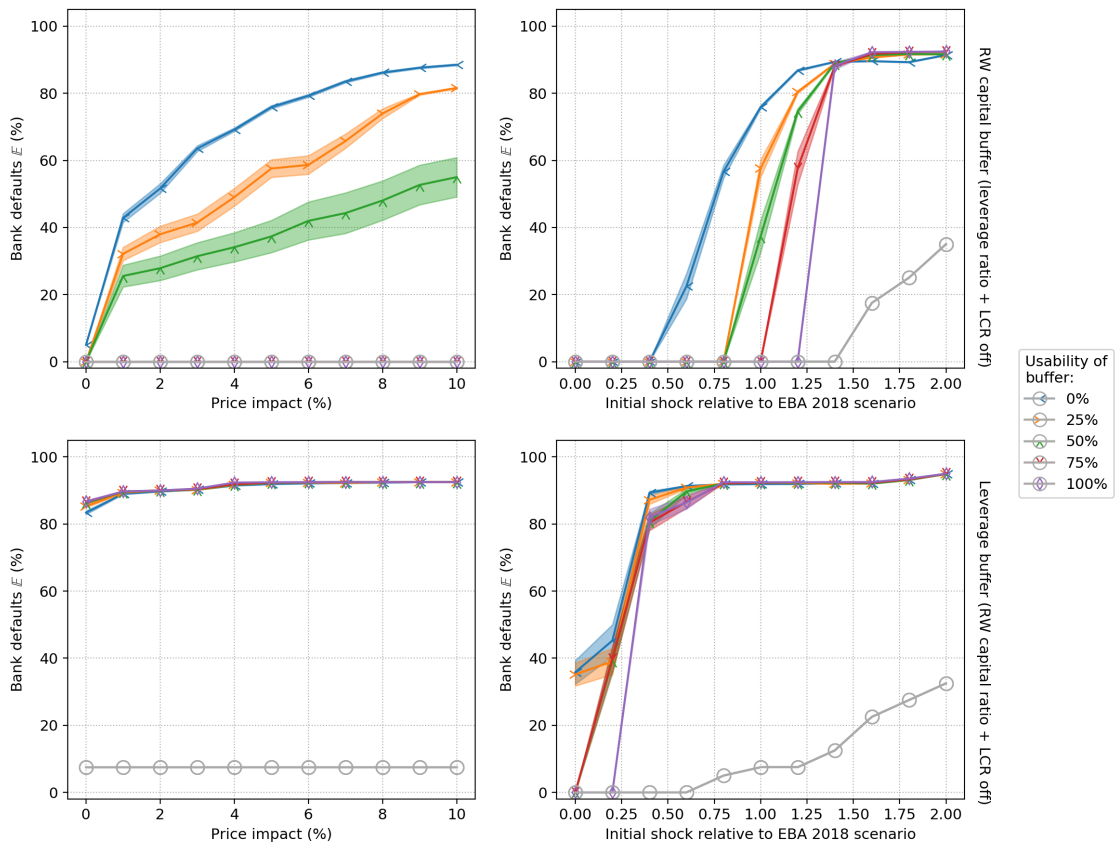 100
80
60
40
20
0
Bank defaults 𝔼 (%)
0 2 4 6 8 10
Price impact (%)
100
80
60
40
20
0
Bank defaults 𝔼 (%)
0.00 0.25 0.50 0.75 1.00 1.25 1.50 1.75 2.00
Initial shock relative to EBA 2018 scenario
RW capital buffer (leverage ratio + LCR off)
Usability of
buffer:
0%
25%
50%
75%
100%
100
80
60
40
20
0
Bank defaults 𝔼 (%)
0 2 4 6 8 10
Price impact (%)
100
80
60
40
20
0
Bank defaults 𝔼 (%)
0.00 0.25 0.50 0.75 1.00 1.25 1.50 1.75 2.00
Initial shock relative to EBA 2018 scenario
Leverage buffer (RW capital ratio + LCR off)